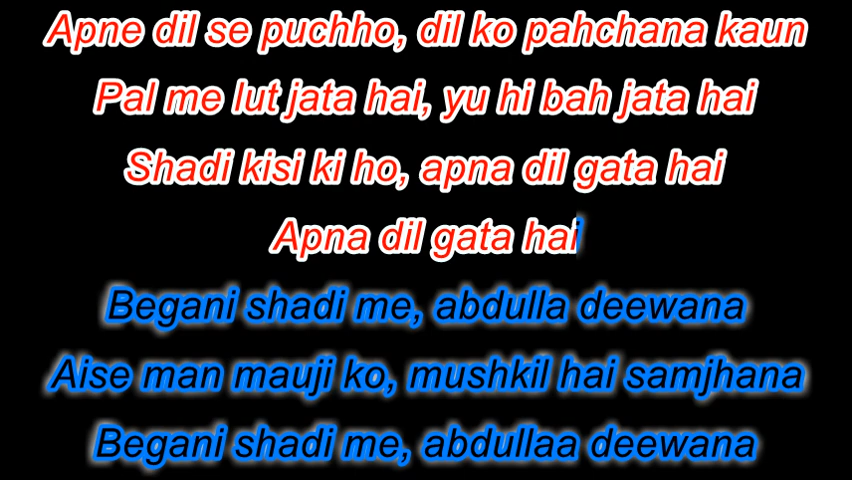 Apne dil se puchho, dil ko pahchana kaun
Pal me lut jata hai, yu hi bah jata hai
Shadi kisi ki ho, apna dil gata hai
Apna dil gata hai
Begani shadi me, abdulla deewana
Aise man mauji ko, mushkil hai samjhana
Begani shadi me, abdullaa deewana